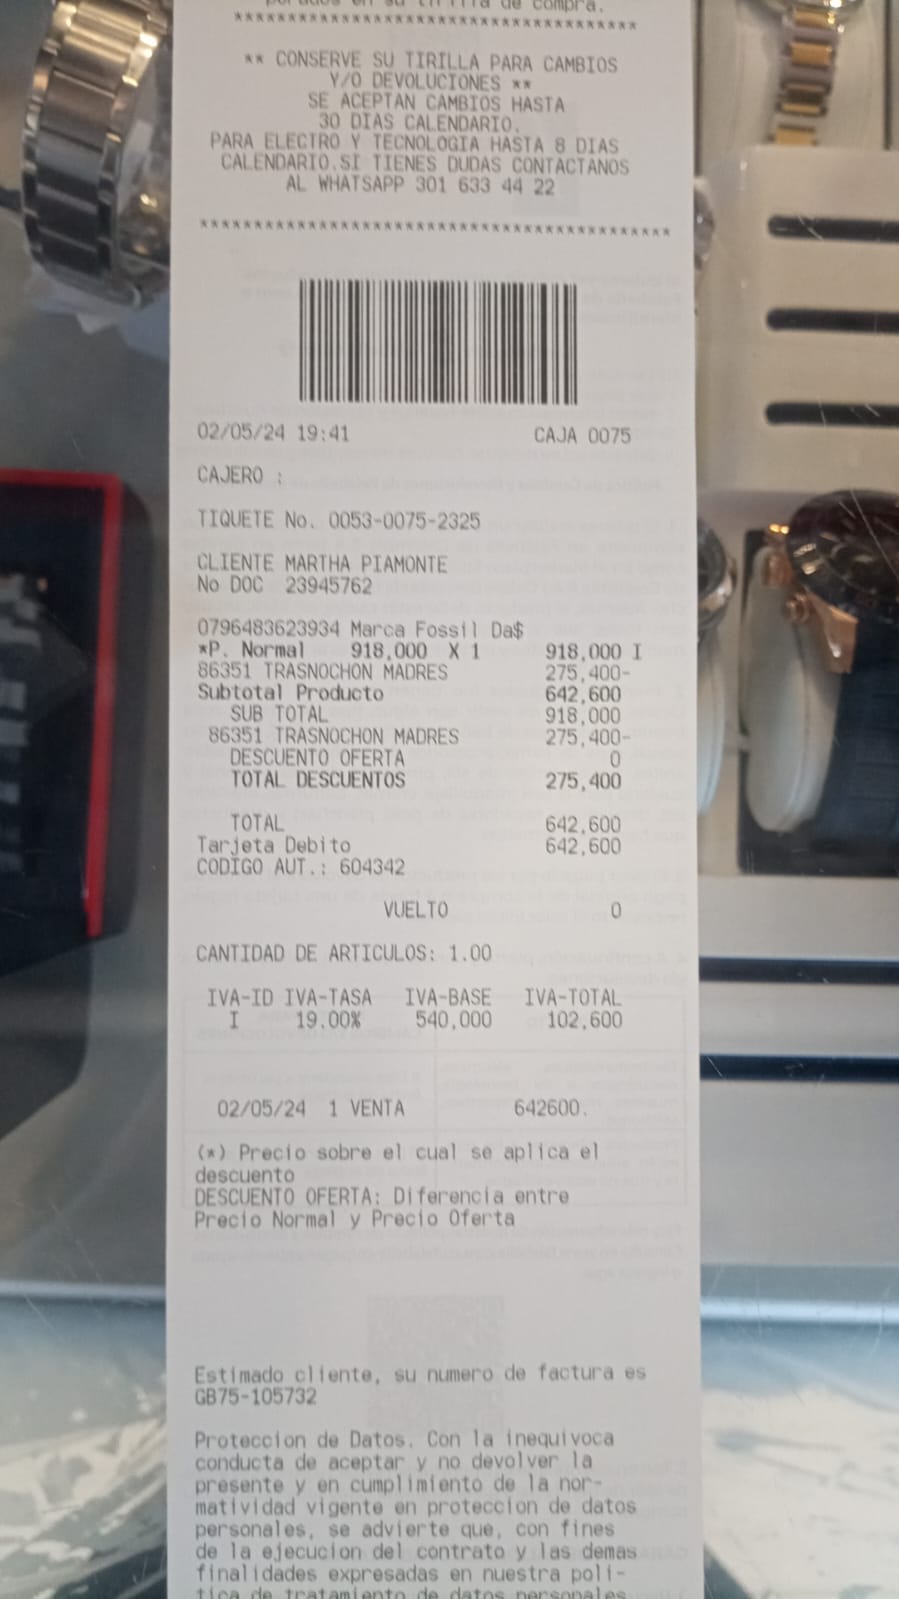 de compra.
****************************************
** CONSERVE SU TIRILLA PARA CAMBIOS
Y/O DEVOLUCIONES **
SE ACEPTAN CAMBIOS HASTA
30 DIAS CALENDARIO.
PARA ELECTRO Y TECNOLOGIA HASTA 8 DIAS
CALENDARIO.SI TIENES DUDAS CONTACTANOS
AL WHATSAPP 301 633 44 22
****************************************
02/05/24 19:41 CAJA 0075
CAJERO :
TIQUETE No. 0053-0075-2325
CLIENTE MARTHA PIAMONTE
No DOC 23945762
0796483623934 Marca Fossil Da$
*P. Normal 918,000 X 1 918,000 I
86351 TRASNOCHON MADRES 275,400-
Subtotal Producto 642,600
SUB TOTAL 918,000
86351 TRASNOCHON MADRES 275,400-
DESCUENTO OFERTA 0
TOTAL DESCUENTOS 275,400
TOTAL 642,600
Tarjeta Debito 642,600
CODIGO AUT.: 604342
VUELTO 0
CANTIDAD DE ARTICULOS: 1.00
IVA-ID IVA-TASA IVA-BASE IVA-TOTAL
I 19.00% 540,000 102,600
02/05/24 1 VENTA 642600.
(*) Precio sobre el cual se aplica el
descuento
DESCUENTO OFERTA: Diferencia entre
Precio Normal y Precio Oferta
Estimado cliente, su numero de factura es
GB75-105732
Proteccion de Datos. Con la inequivoca
conducta de aceptar y no devolver la
presente y en cumplimiento de la nor-
matividad vigente en proteccion de datos
personales, se advierte que, con fines
de la ejecucion del contrato y las demas
finalidades expresadas en nuestra poli-
tica de tratamiento de datos personales